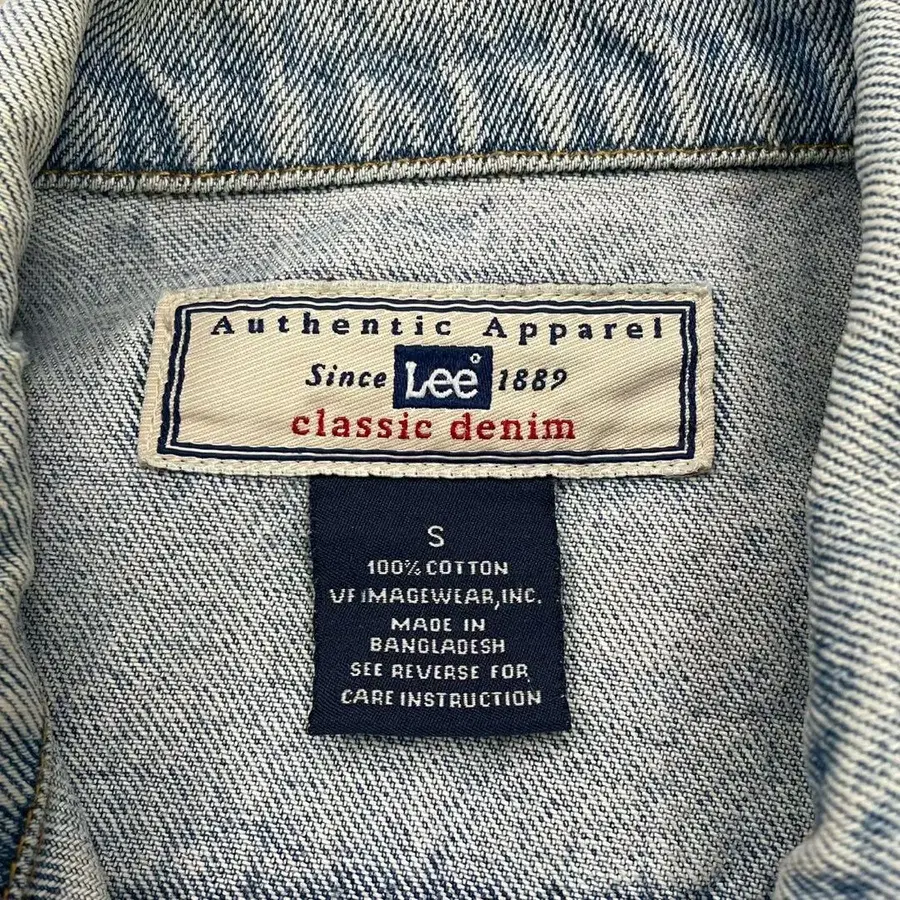 Authentic Apparel
Since Lee® 1889
classic denim
S
100% COTTON
VF IMAGEWEAR, INC.
MADE IN
BANGLADESH
SEE REVERSE FOR
CARE INSTRUCTION